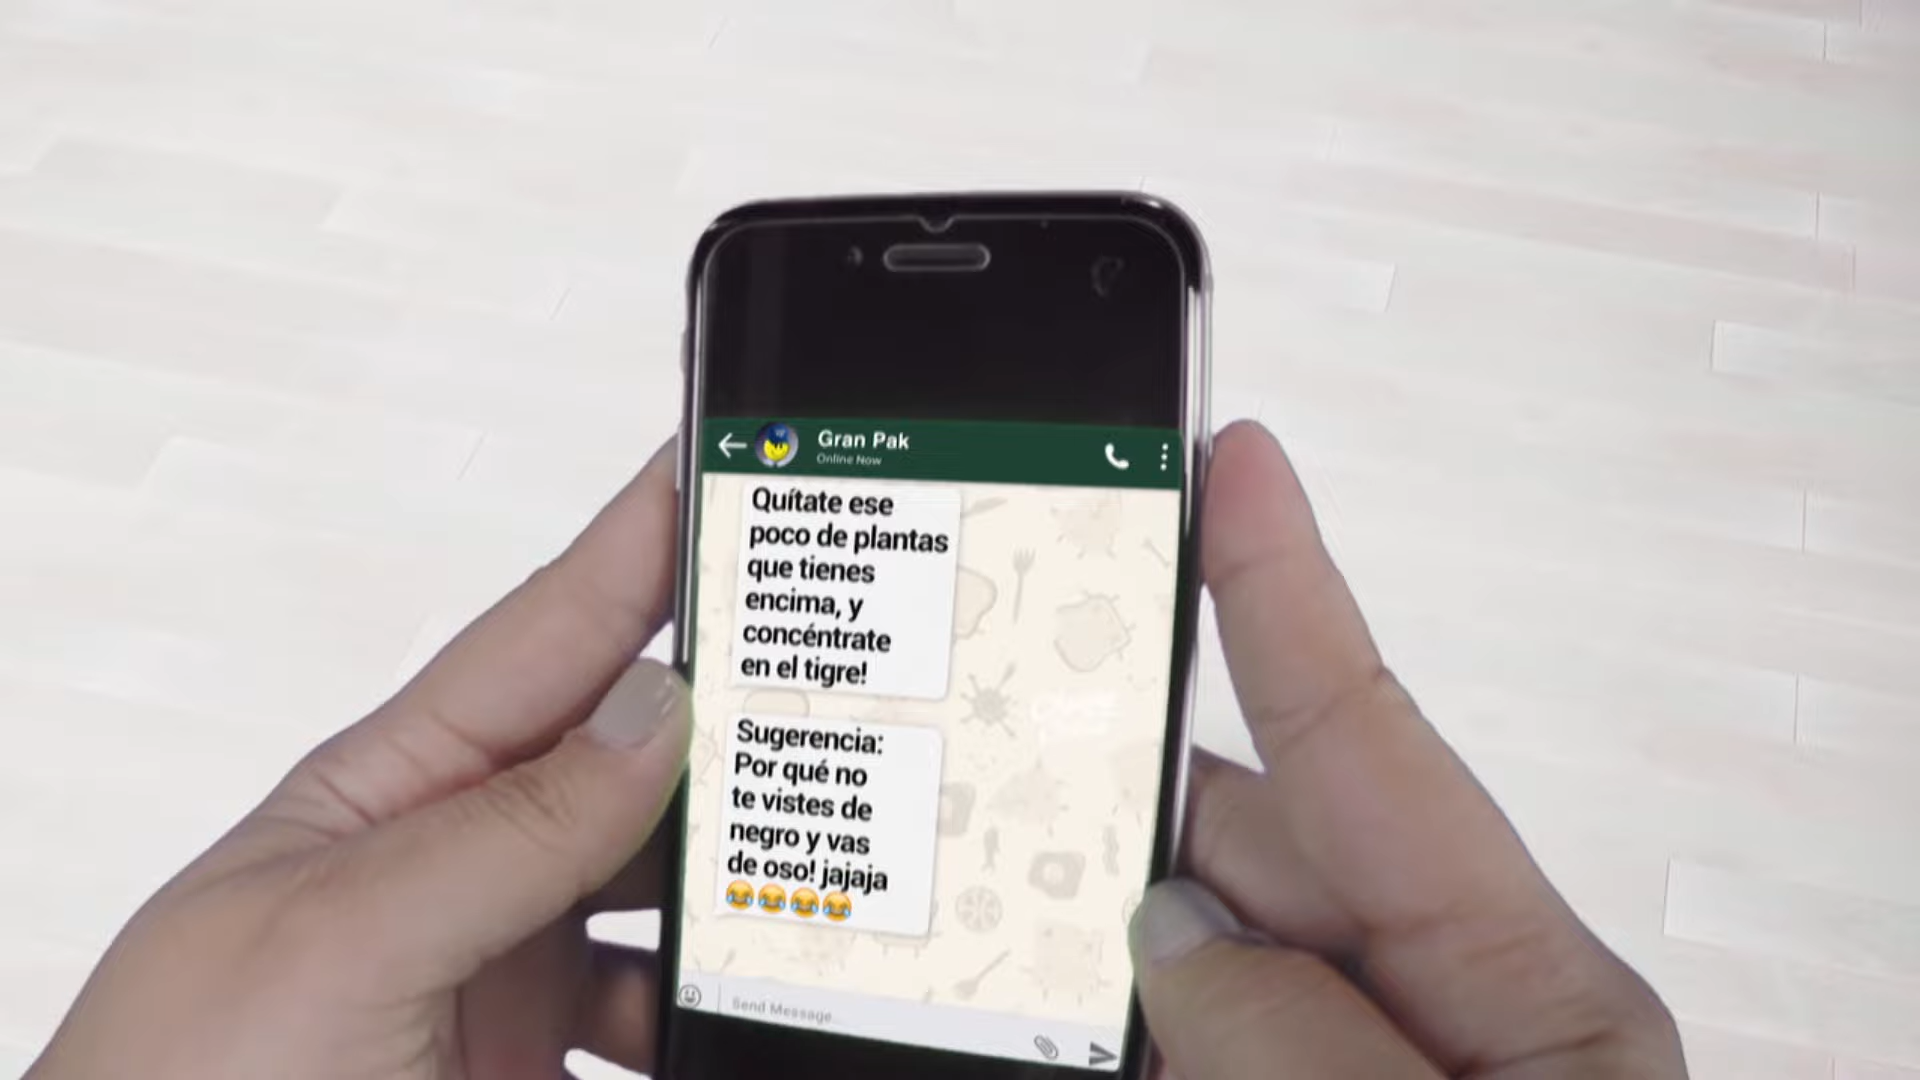 Gran Pak
Online Now
Quítate ese
poco de plantas
que tienes
encima, y
concéntrate
en el tigre!
Sugerencia:
Por qué no
te vistes de
negro y vas
de oso! jajaja
😂😂😂😂
Send Message...